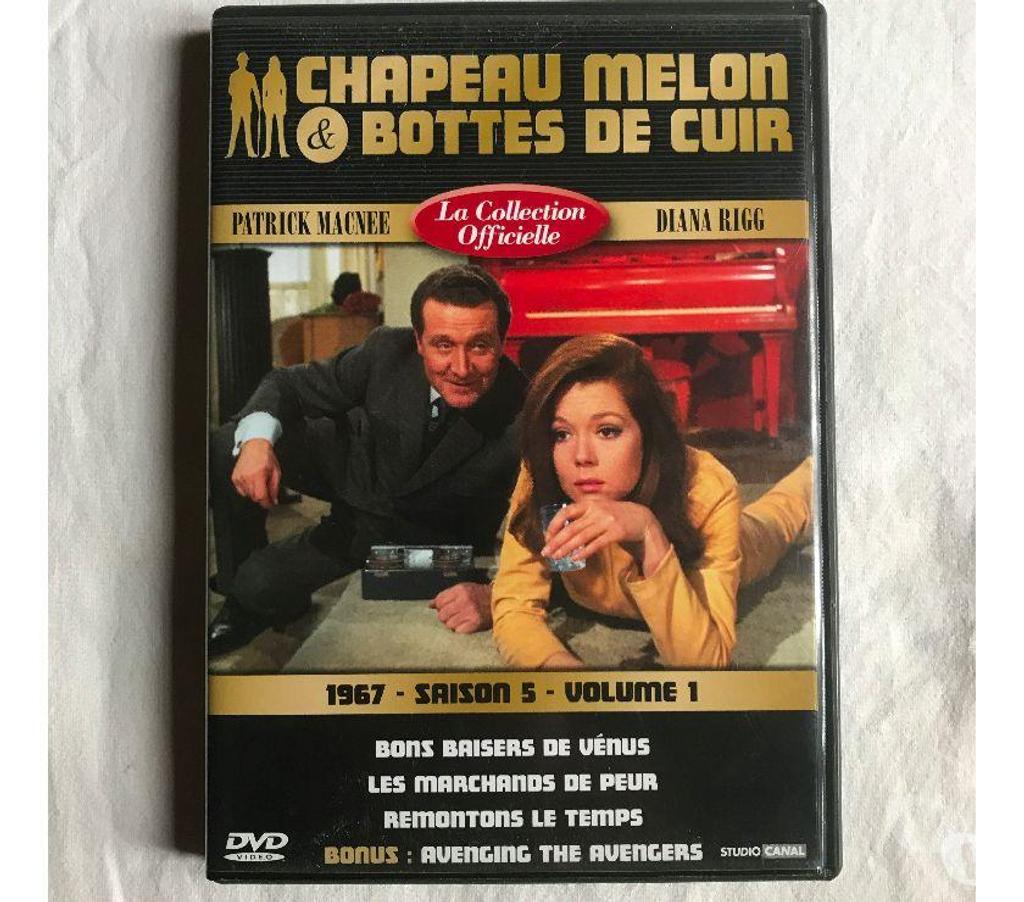 CHAPEAU MELON
& BOTTES DE CUIR
PATRICK MACNEE
La Collection
Officielle
DIANA RIGG
1967 - SAISON 5 - VOLUME 1
BONS BAISERS DE VÉNUS
LES MARCHANDS DE PEUR
REMONTONS LE TEMPS
BONUS : AVENGING THE AVENGERS
DVD
VIDEO
STUDIO CANAL